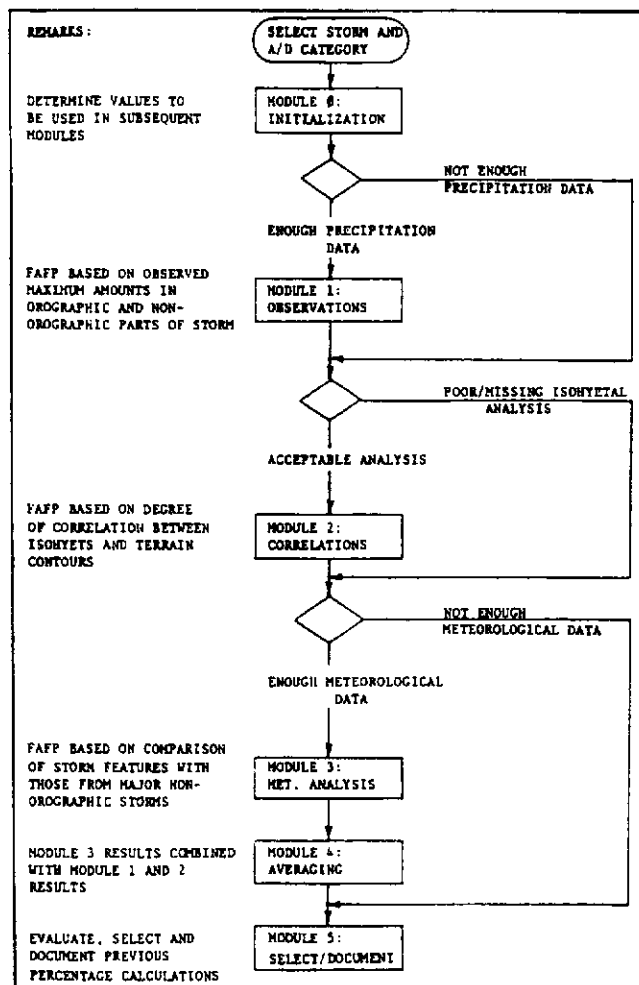 REMARKS:
SELECT STORM AND
A/D CATEGORY
DETERMINE VALUES TO
BE USED IN SUBSEQUENT
MODULES
MODULE 0:
INITIALIZATION
NOT ENOUGH
PRECIPITATION DATA
ENOUGH PRECIPITATION
DATA
FAFP BASED ON OBSERVED
MAXIMUM AMOUNTS IN
OROGRAPHIC AND NON-
OROGRAPHIC PARTS OF STORM
MODULE 1:
OBSERVATIONS
POOR/MISSING ISOHYETAL
ANALYSIS
ACCEPTABLE ANALYSIS
FAFP BASED ON DEGREE
OF CORRELATION BETWEEN
ISOHYETS AND TERRAIN
CONTOURS
MODULE 2:
CORRELATIONS
NOT ENOUGH
METEOROLOGICAL DATA
ENOUGH METEOROLOGICAL
DATA
FAFP BASED ON COMPARISON
OF STORM FEATURES WITH
THOSE FROM MAJOR NON-
OROGRAPHIC STORMS
MODULE 3:
MET. ANALYSIS
MODULE 3 RESULTS COMBINED
WITH MODULE 1 AND 2
RESULTS
MODULE 4:
AVERAGING
EVALUATE, SELECT AND
DOCUMENT PREVIOUS
PERCENTAGE CALCULATIONS
MODULE 5:
SELECT/DOCUMENT